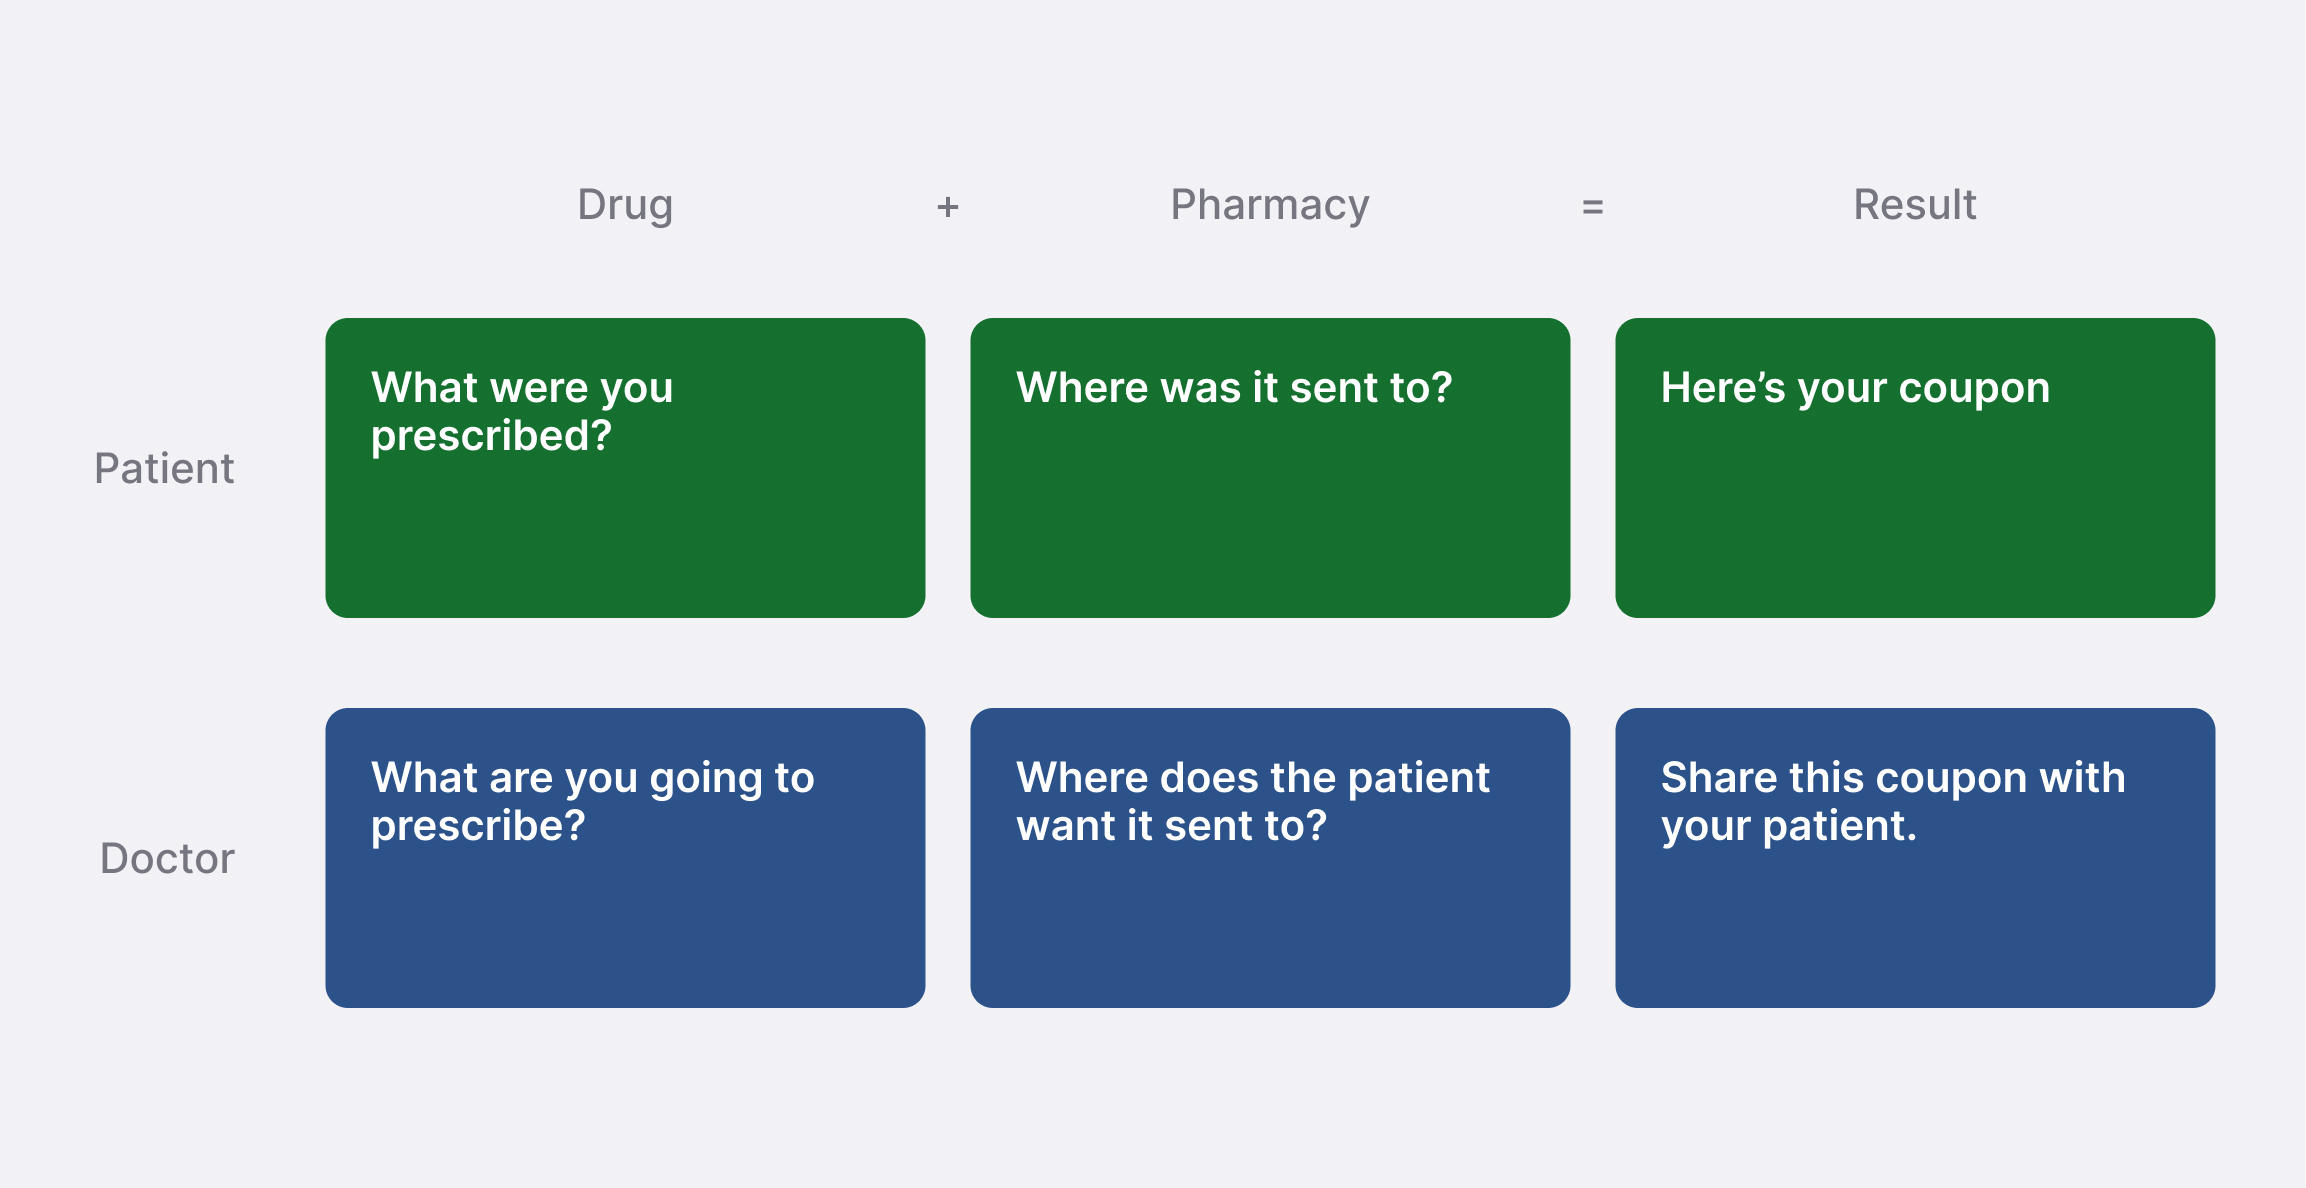 Drug + Pharmacy = Result
Patient
What were you
prescribed?
Where was it sent to?
Here’s your coupon
Doctor
What are you going to
prescribe?
Where does the patient
want it sent to?
Share this coupon with
your patient.